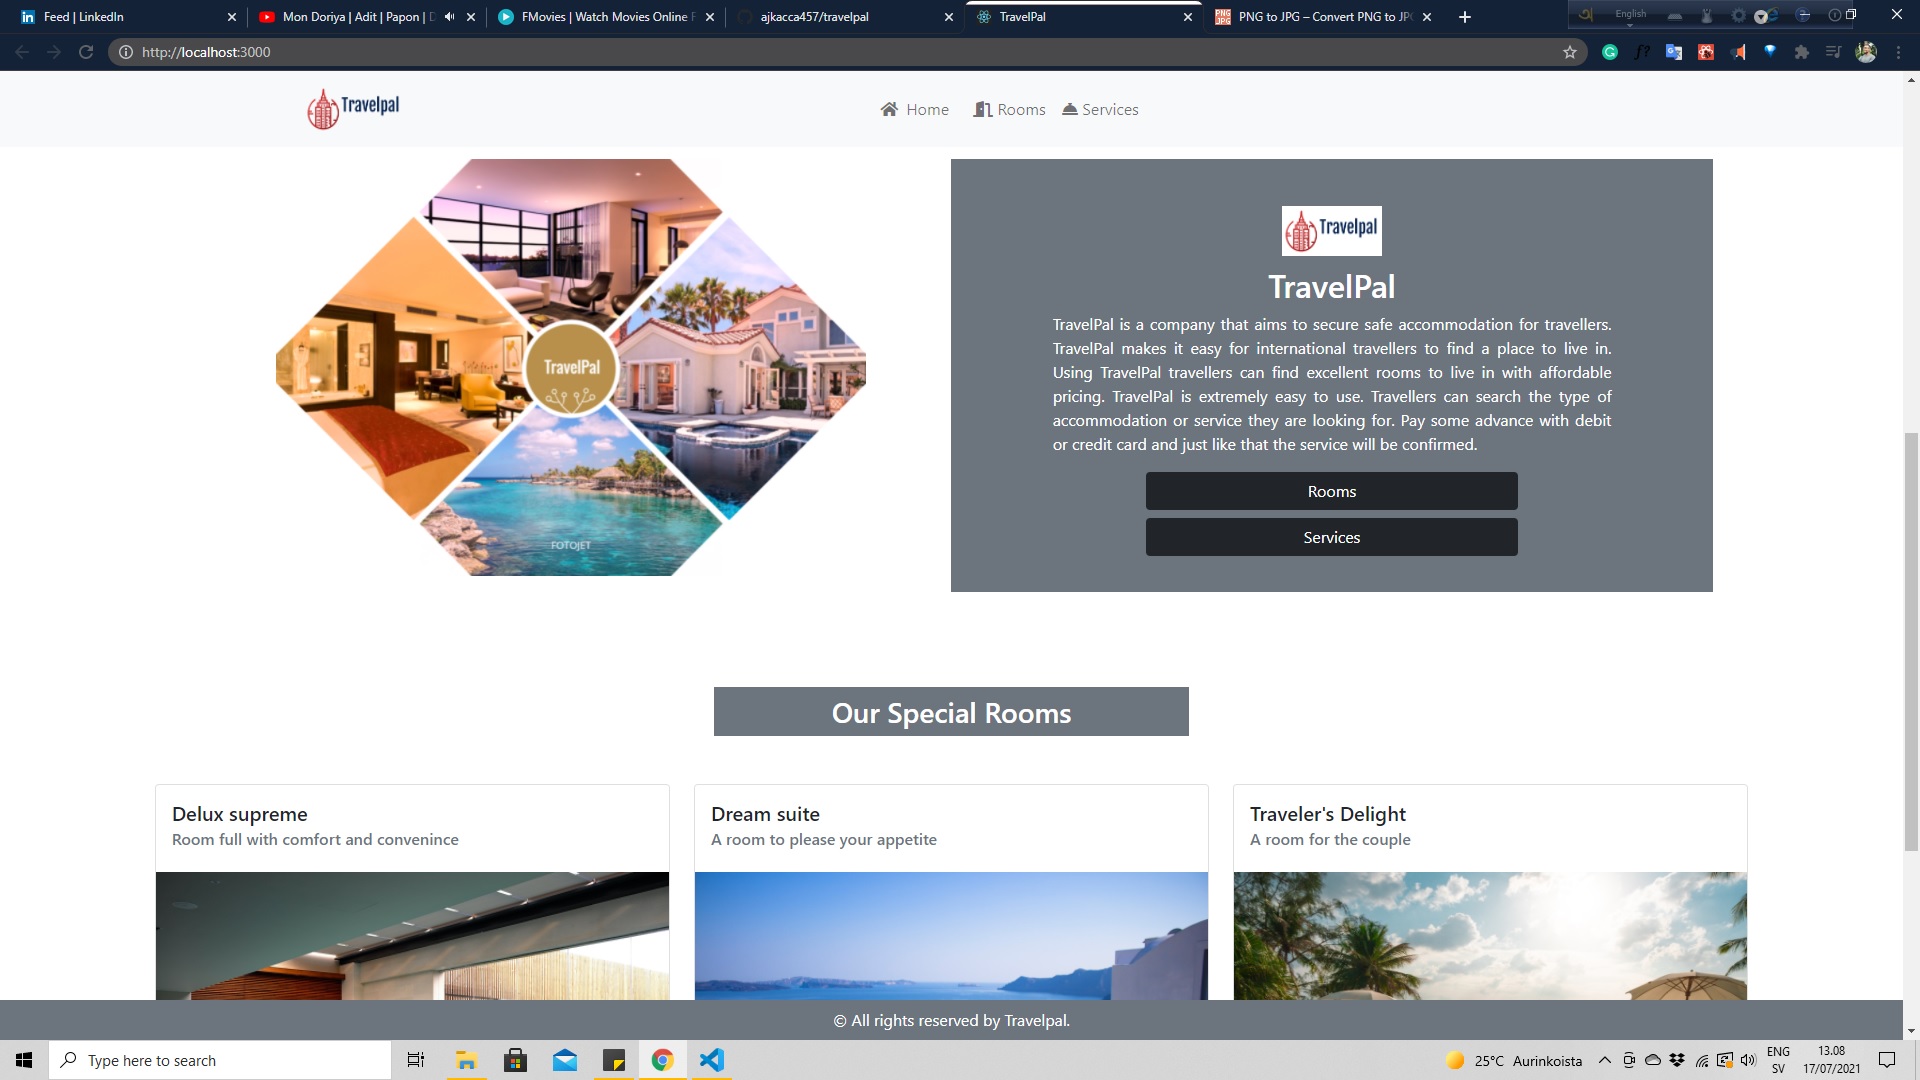 Feed | LinkedIn
Mon Doriya | Adit | Papon | D
FMovies | Watch Movies Online F
ajkacca457/travelpal
TravelPal
PNG to JPG – Convert PNG to JPG
English
http://localhost:3000
Travelpal
Home
Rooms
Services
TravelPal
FOTOJET
Travelpal
TravelPal
TravelPal is a company that aims to secure safe accommodation for travellers.
TravelPal makes it easy for international travellers to find a place to live in.
Using TravelPal travellers can find excellent rooms to live in with affordable
pricing. TravelPal is extremely easy to use. Travellers can search the type of
accommodation or service they are looking for. Pay some advance with debit
or credit card and just like that the service will be confirmed.
Rooms
Services
Our Special Rooms
Delux supreme
Room full with comfort and convenince
Dream suite
A room to please your appetite
Traveler's Delight
A room for the couple
© All rights reserved by Travelpal.
Type here to search
25°C Aurinkoista
ENG
SV
13.08
17/07/2021